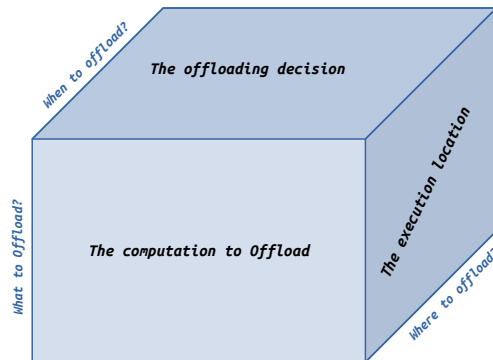 When to offload?
The offloading decision
What to Offload?
The computation to Offload
The execution location
Where to offload?